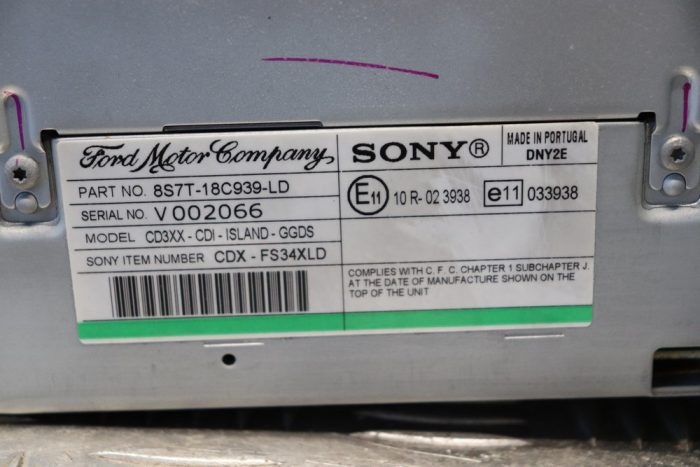 Ford Motor Company
PART NO. 8S7T-18C939-LD
SERIAL NO. V002066
MODEL CD3XX - CDI - ISLAND - GGDS
SONY ITEM NUMBER CDX - FS34XLD
SONY®
MADE IN PORTUGAL
DNY2E
E11 10 R- 02 3938 e11 033938
COMPLIES WITH C. F. C. CHAPTER 1 SUBCHAPTER J.
AT THE DATE OF MANUFACTURE SHOWN ON THE
TOP OF THE UNIT